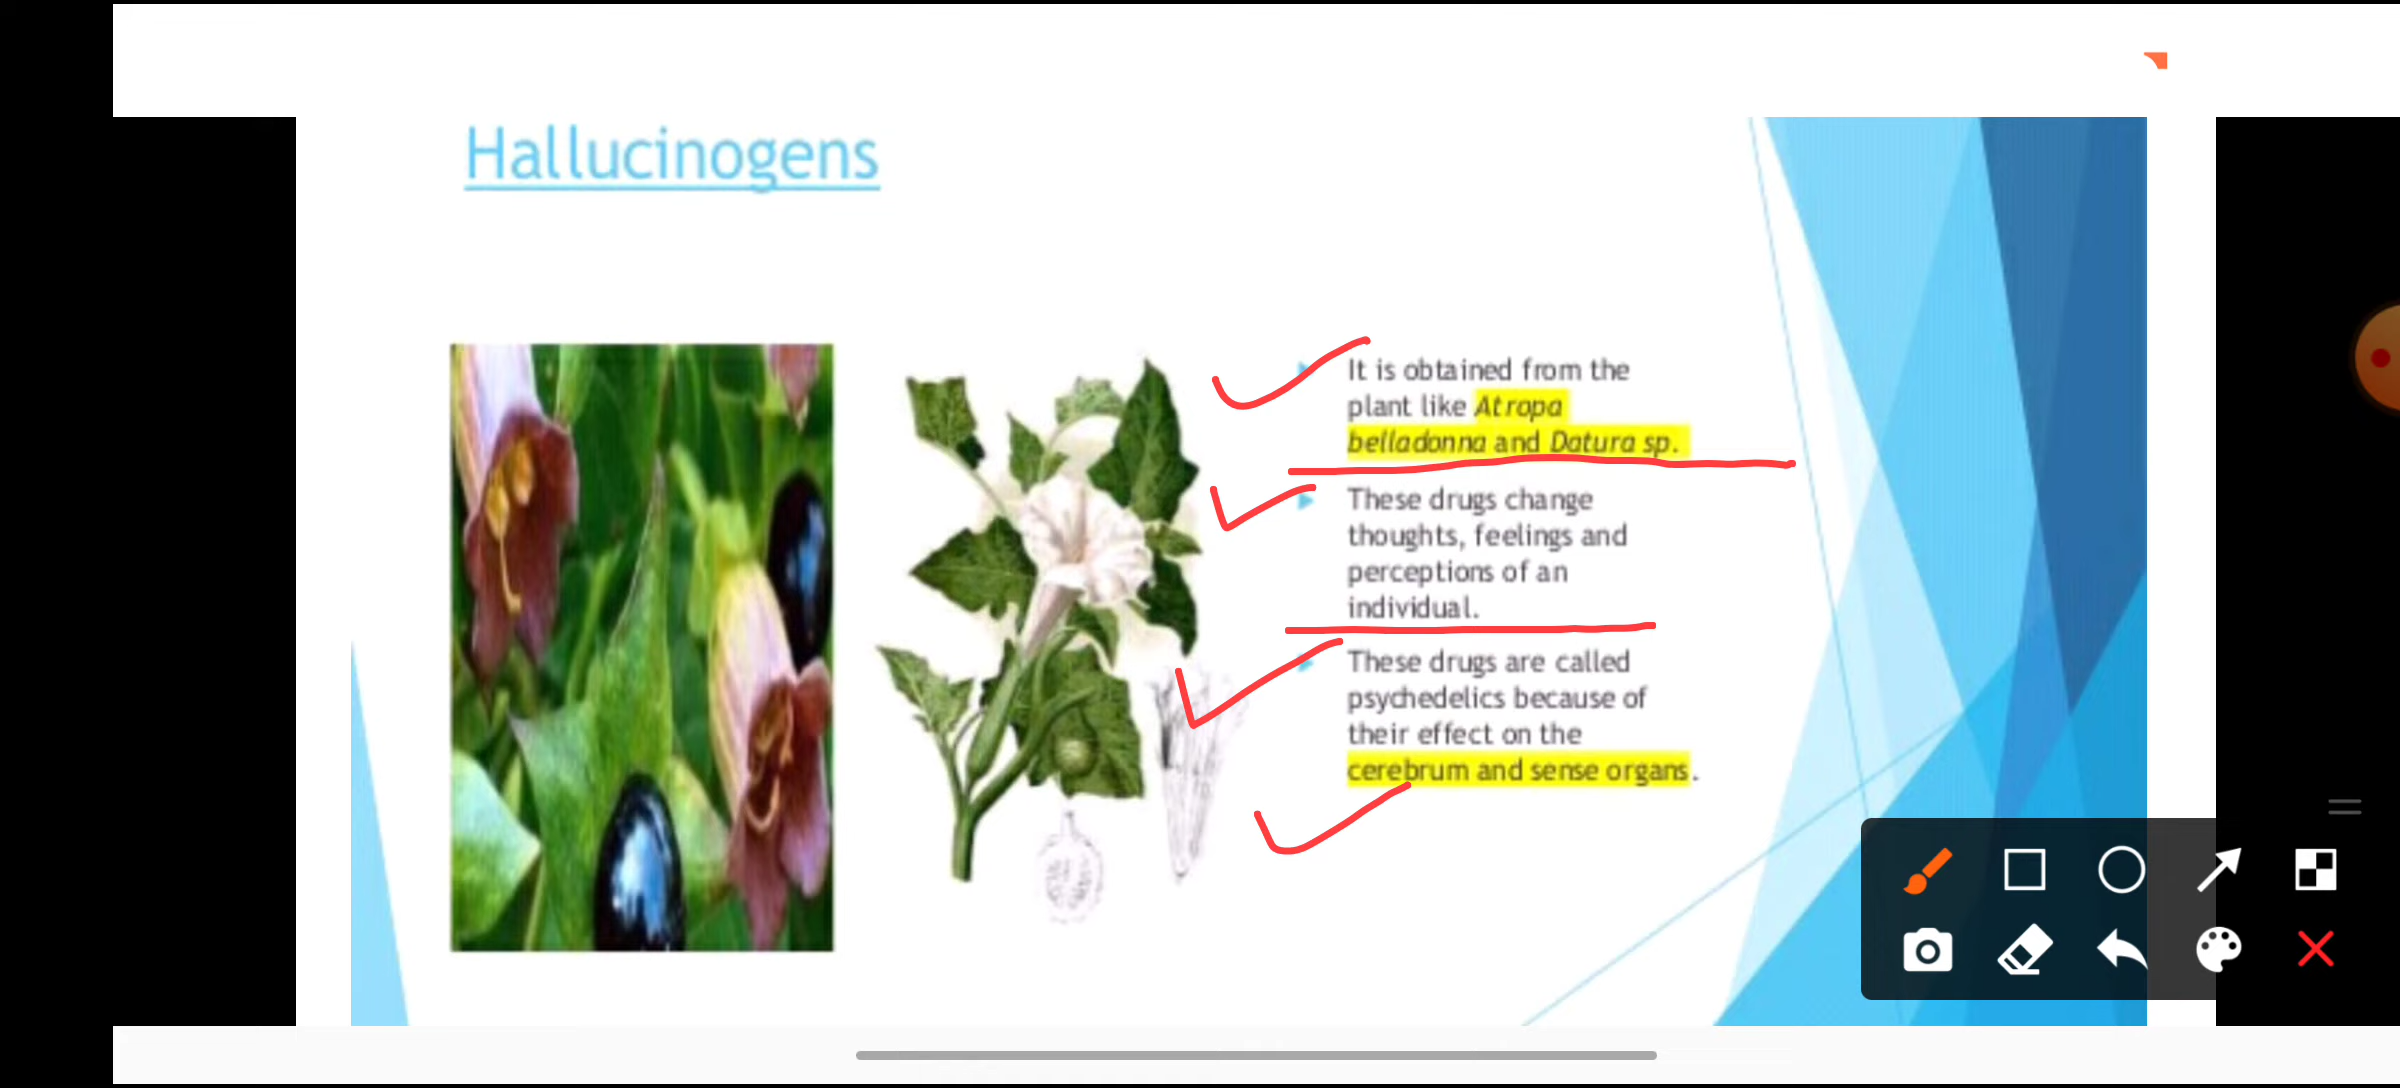 Hallucinogens
It is obtained from the
plant like Atropa
belladonna and Datura sp.
These drugs change
thoughts, feelings and
perceptions of an
individual.
These drugs are called
psychedelics because of
their effect on the
cerebrum and sense organs.